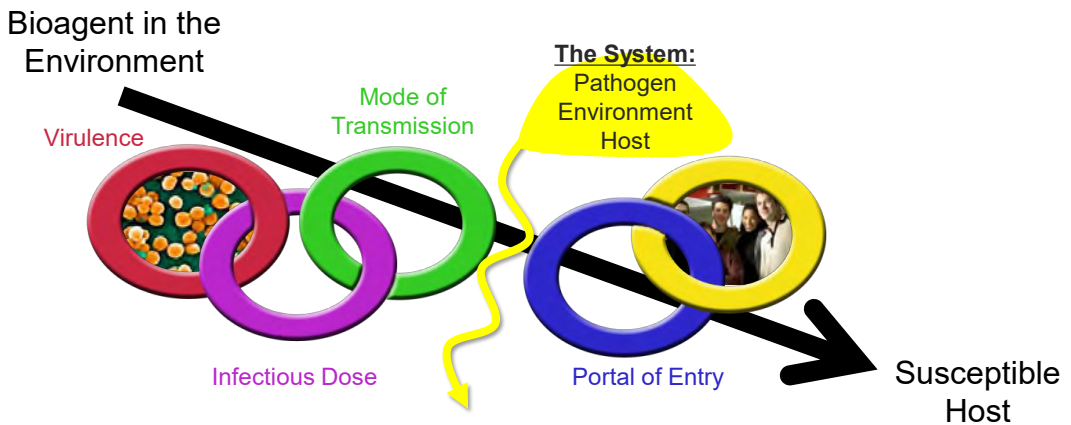 Bioagent in the
Environment
The System:
Pathogen
Environment
Host
Mode of
Transmission
Virulence
Infectious Dose
Portal of Entry
Susceptible
Host